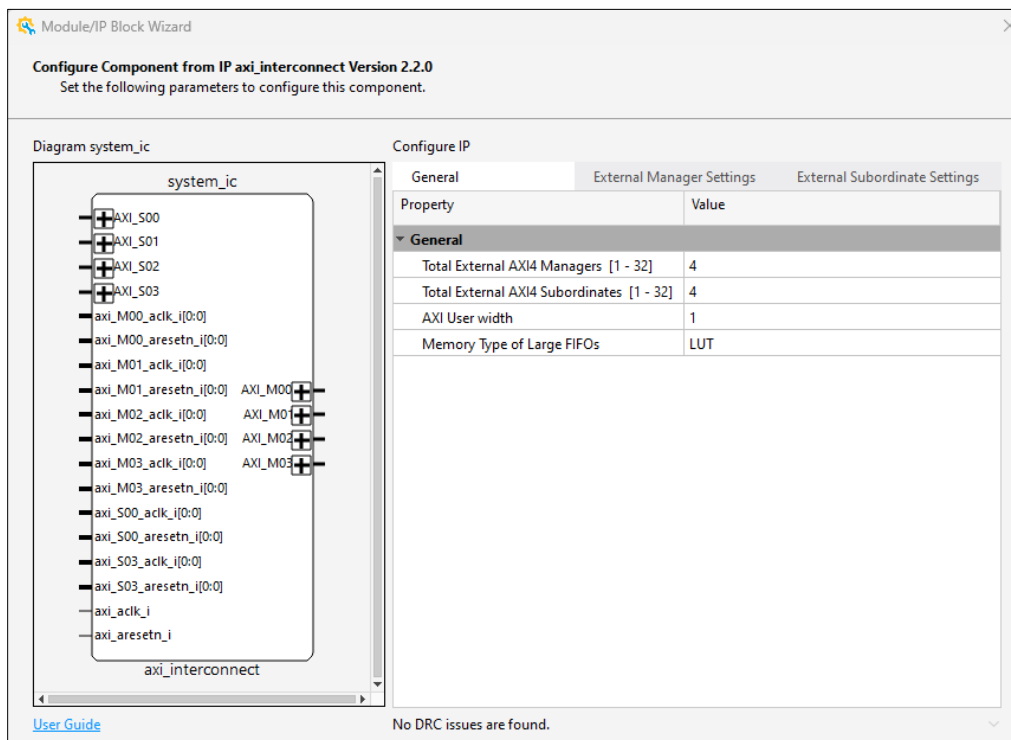 Module/IP Block Wizard
Configure Component from IP axi_interconnect Version 2.2.0
Set the following parameters to configure this component.
Diagram system_ic
Configure IP
system_ic
AXI_S00
AXI_S01
AXI_S02
AXI_S03
axi_M00_aclk_i[0:0]
axi_M00_aresetn_i[0:0]
axi_M01_aclk_i[0:0]
axi_M01_aresetn_i[0:0] AXI_M00
axi_M02_aclk_i[0:0] AXI_M01
axi_M02_aresetn_i[0:0] AXI_M02
axi_M03_aclk_i[0:0] AXI_M03
axi_M03_aresetn_i[0:0]
axi_S00_aclk_i[0:0]
axi_S00_aresetn_i[0:0]
axi_S03_aclk_i[0:0]
axi_S03_aresetn_i[0:0]
axi_aclk_i
axi_aresetn_i
axi_interconnect
General External Manager Settings External Subordinate Settings
Property Value
General
Total External AXI4 Managers [1 - 32] 4
Total External AXI4 Subordinates [1 - 32] 4
AXI User width 1
Memory Type of Large FIFOs LUT
User Guide
No DRC issues are found.